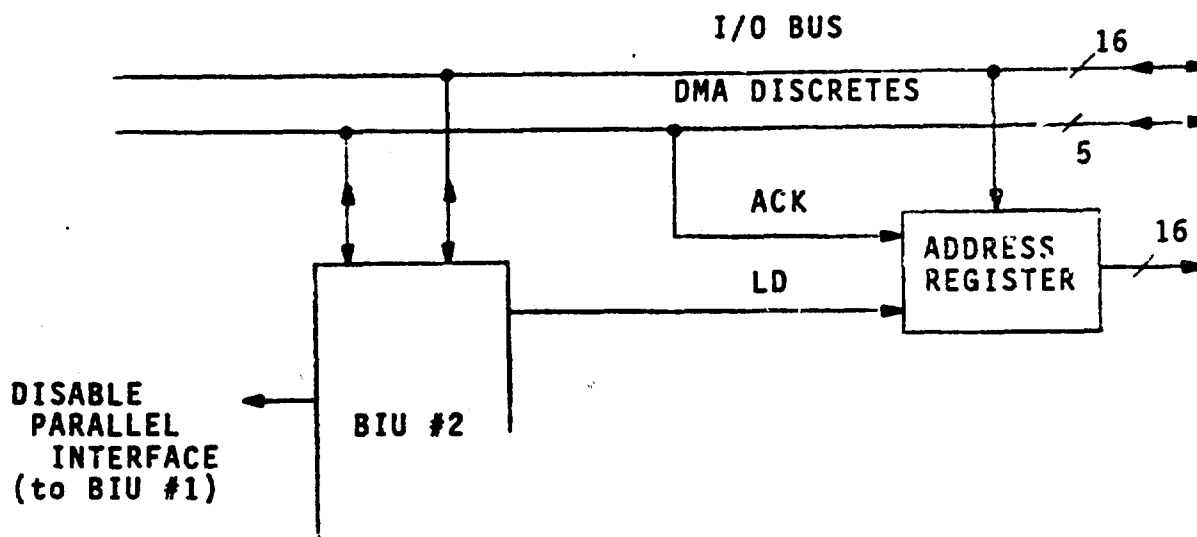 I/O BUS
16
DMA DISCRETES
5
ACK
16
ADDRESS
REGISTER
LD
DISABLE
PARALLEL
INTERFACE
(to BIU #1)
BIU #2